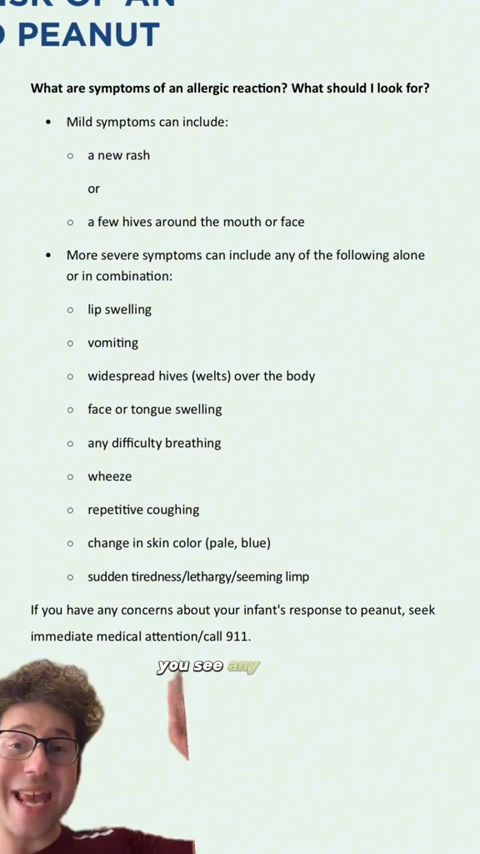 PEANUT
What are symptoms of an allergic reaction? What should I look for?
• Mild symptoms can include:
○ a new rash
or
○ a few hives around the mouth or face
• More severe symptoms can include any of the following alone
or in combination:
○ lip swelling
○ vomiting
○ widespread hives (welts) over the body
○ face or tongue swelling
○ any difficulty breathing
○ wheeze
○ repetitive coughing
○ change in skin color (pale, blue)
○ sudden tiredness/lethargy/seeming limp
If you have any concerns about your infant's response to peanut, seek
immediate medical attention/call 911.
you see any